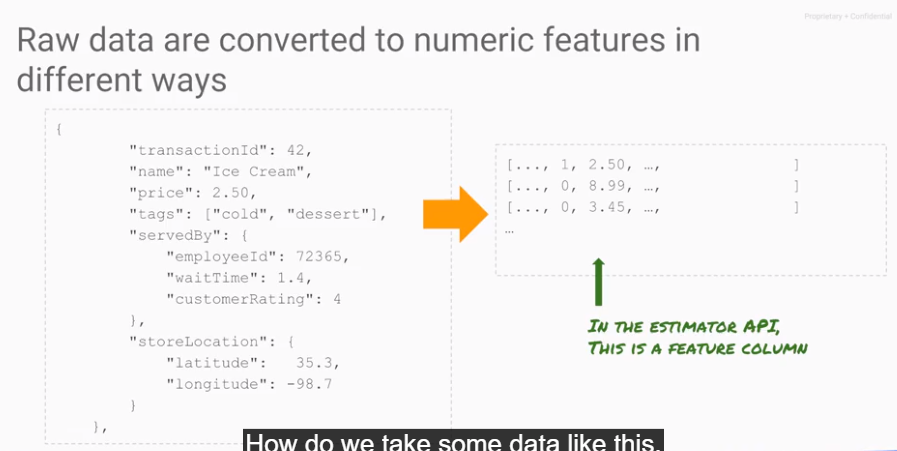 Proprietary + Confidential
Raw data are converted to numeric features in
different ways
{
"transactionId": 42,
"name": "Ice Cream",
"price": 2.50,
"tags": ["cold", "dessert"],
"servedBy": {
"employeeId": 72365,
"waitTime": 1.4,
"customerRating": 4
},
"storeLocation": {
"latitude": 35.3,
"longitude": -98.7
}
},
[..., 1, 2.50, …, ]
[..., 0, 8.99, …, ]
[..., 0, 3.45, …, ]
…
IN THE ESTIMATOR API,
THIS IS A FEATURE COLUMN
How do we take some data like this,